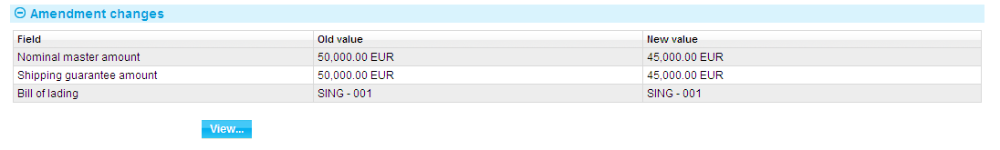 Amendment changes
Field Old value New value
Nominal master amount 50,000.00 EUR 45,000.00 EUR
Shipping guarantee amount 50,000.00 EUR 45,000.00 EUR
Bill of lading SING - 001 SING - 001
View...